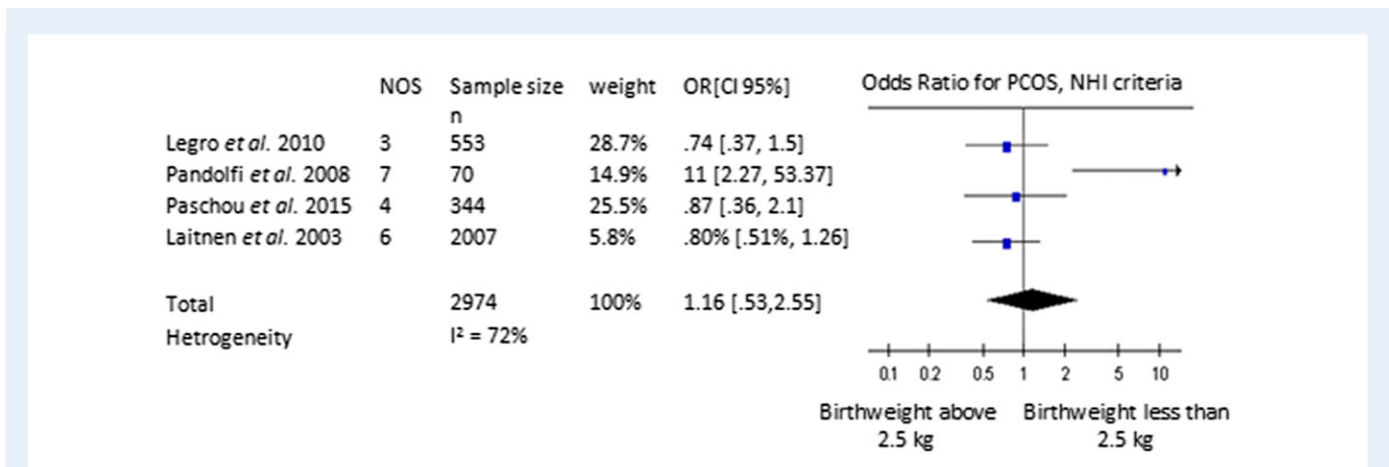 NOS Sample size weight OR[CI 95%] Odds Ratio for PCOS, NHI criteria
n
Legro et al. 2010 3 553 28.7% .74 [.37, 1.5]
Pandolfi et al. 2008 7 70 14.9% 11 [2.27, 53.37]
Paschou et al. 2015 4 344 25.5% .87 [.36, 2.1]
Laitnen et al. 2003 6 2007 5.8% .80% [.51%, 1.26]
Total 2974 100% 1.16 [.53,2.55]
Hetrogeneity I² = 72%
0.1 0.2 0.5 1 2 5 10
Birthweight above Birthweight less than
2.5 kg 2.5 kg